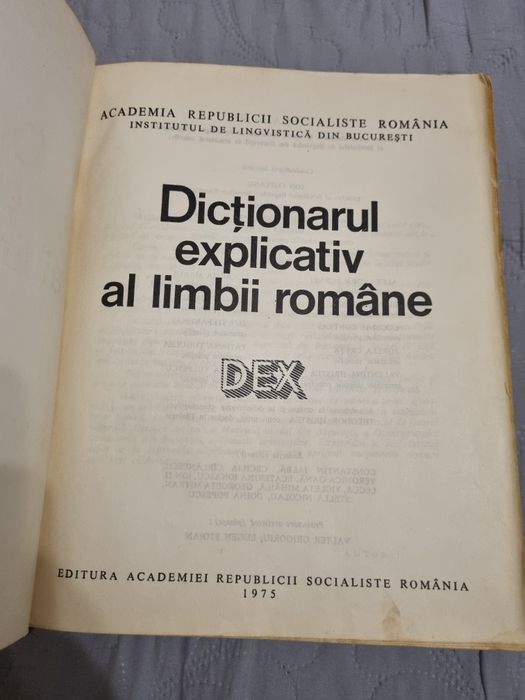 ACADEMIA REPUBLICII SOCIALISTE ROMÂNIA
INSTITUTUL DE LINGVISTICĂ DIN BUCUREȘTI
Dicționarul
explicativ
al limbii române
DEX
EDITURA ACADEMIEI REPUBLICII SOCIALISTE ROMÂNIA
1975